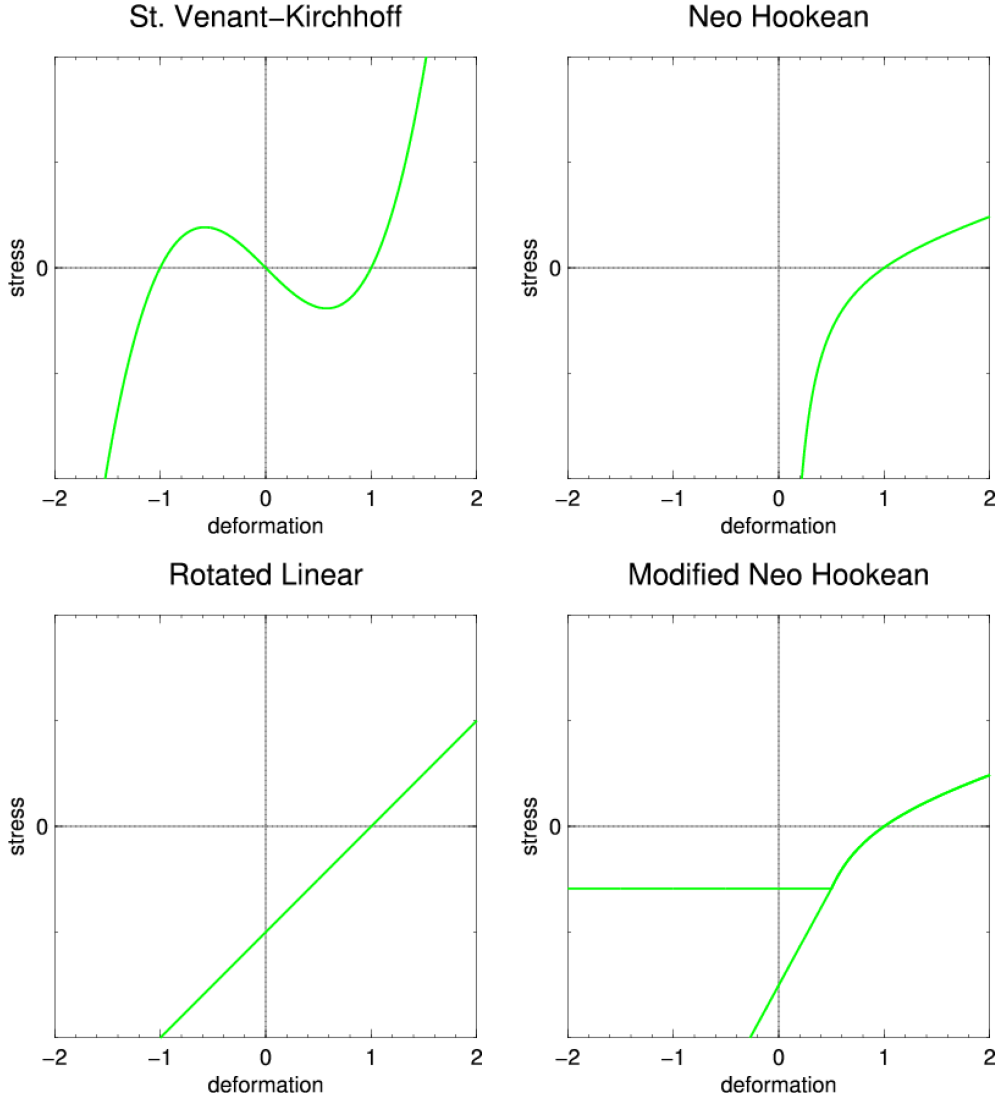 St. Venant−Kirchhoff
stress
0
−2 −1 0 1 2
deformation
Neo Hookean
stress
0
−2 −1 0 1 2
deformation
Rotated Linear
stress
0
−2 −1 0 1 2
deformation
Modified Neo Hookean
stress
0
−2 −1 0 1 2
deformation